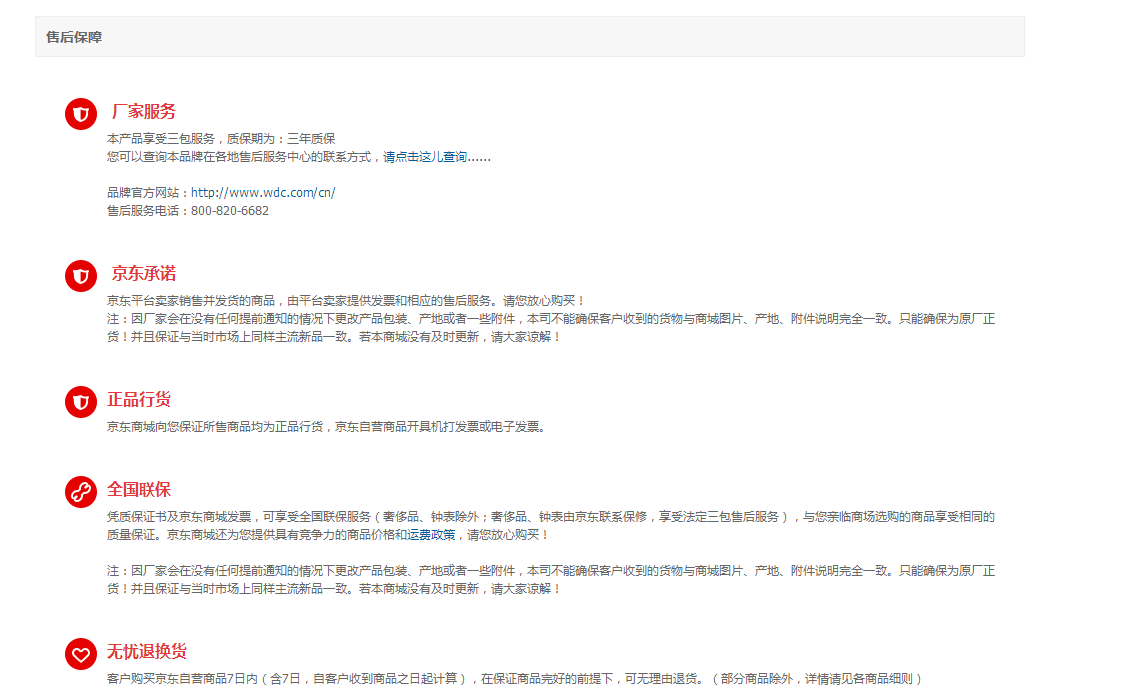 售后保障
厂家服务
本产品享受三包服务，质保期为：三年质保
您可以查询本品牌在各地售后服务中心的联系方式，请点击这儿查询......
品牌官方网站：http://www.wdc.com/cn/
售后服务电话：800-820-6682
京东承诺
京东平台卖家销售并发货的商品，由平台卖家提供发票和相应的售后服务。请您放心购买！
注：因厂家会在没有任何提前通知的情况下更改产品包装、产地或者一些附件，本司不能确保客户收到的货物与商城图片、产地、附件说明完全一致。只能确保为原厂正
货！并且保证与当时市场上同样主流新品一致。若本商城没有及时更新，请大家谅解！
正品行货
京东商城向您保证所售商品均为正品行货，京东自营商品开具机打发票或电子发票。
全国联保
凭质保证书及京东商城发票，可享受全国联保服务（奢侈品、钟表除外；奢侈品、钟表由京东联系保修，享受法定三包售后服务），与您亲临商场选购的商品享受相同的
质量保证。京东商城还为您提供具有竞争力的商品价格和运费政策，请您放心购买！
注：因厂家会在没有任何提前通知的情况下更改产品包装、产地或者一些附件，本司不能确保客户收到的货物与商城图片、产地、附件说明完全一致。只能确保为原厂正
货！并且保证与当时市场上同样主流新品一致。若本商城没有及时更新，请大家谅解！
无忧退换货
客户购买京东自营商品7日内（含7日，自客户收到商品之日起计算），在保证商品完好的前提下，可无理由退货。（部分商品除外，详情请见各商品细则）